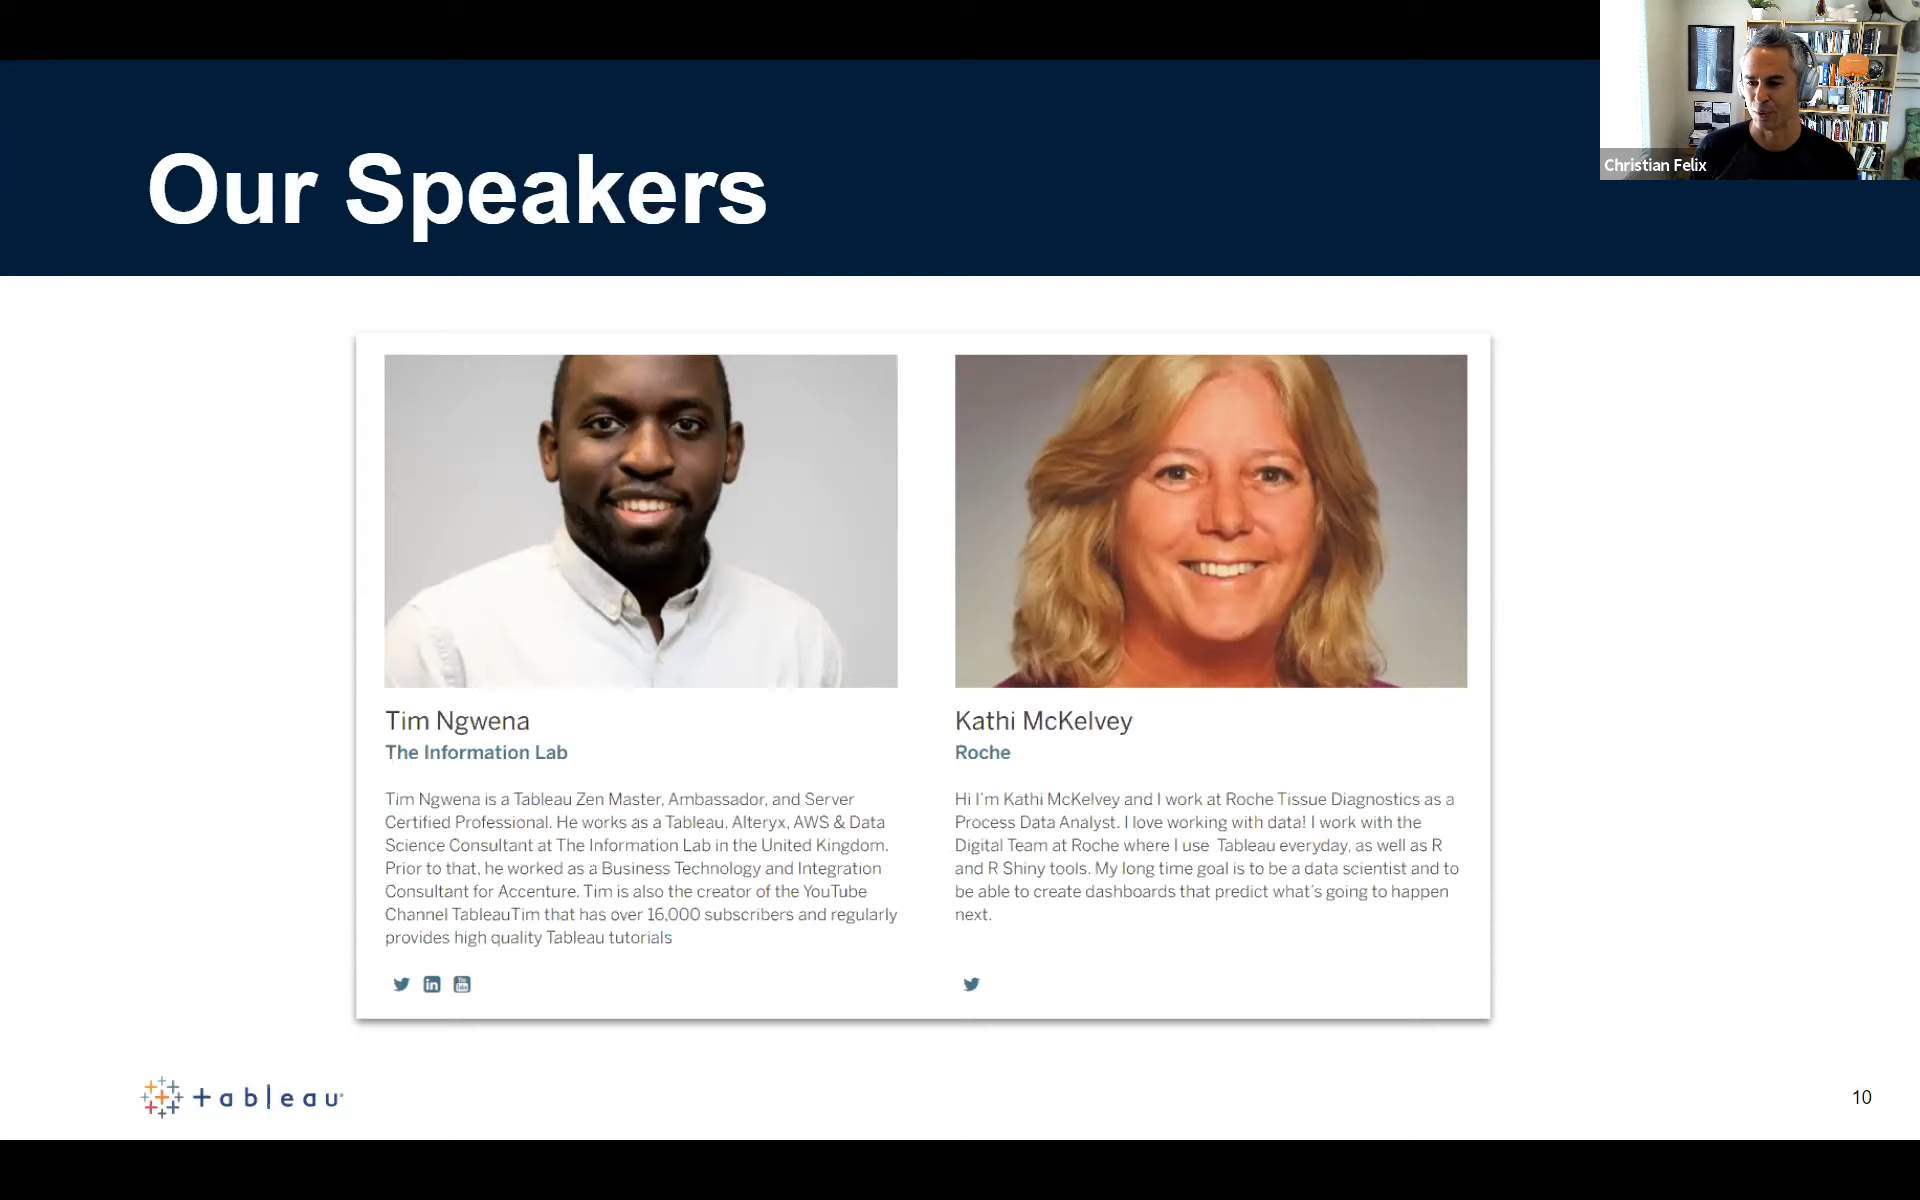 Christian Felix
Our Speakers
Tim Ngwena
The Information Lab
Tim Ngwena is a Tableau Zen Master, Ambassador, and Server
Certified Professional. He works as a Tableau, Alteryx, AWS & Data
Science Consultant at The Information Lab in the United Kingdom.
Prior to that, he worked as a Business Technology and Integration
Consultant for Accenture. Tim is also the creator of the YouTube
Channel TableauTim that has over 16,000 subscribers and regularly
provides high quality Tableau tutorials
Kathi McKelvey
Roche
Hi I'm Kathi McKelvey and I work at Roche Tissue Diagnostics as a
Process Data Analyst. I love working with data! I work with the
Digital Team at Roche where I use Tableau everyday, as well as R
and R Shiny tools. My long time goal is to be a data scientist and to
be able to create dashboards that predict what's going to happen
next.
+ableau
10